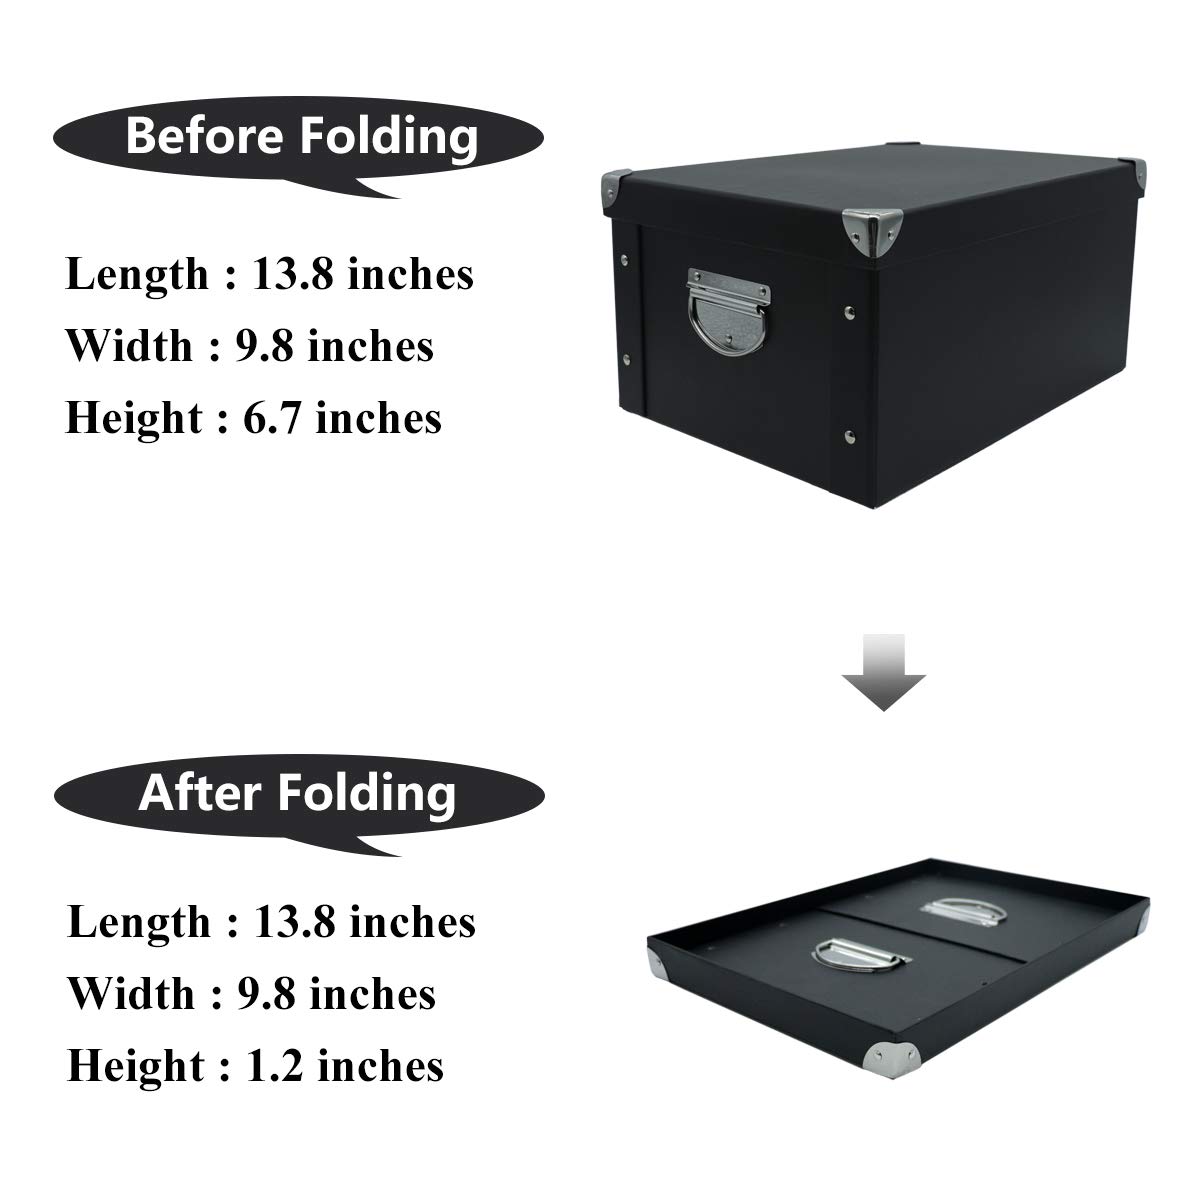 Before Folding
Length : 13.8 inches
Width : 9.8 inches
Height : 6.7 inches
After Folding
Length : 13.8 inches
Width : 9.8 inches
Height : 1.2 inches